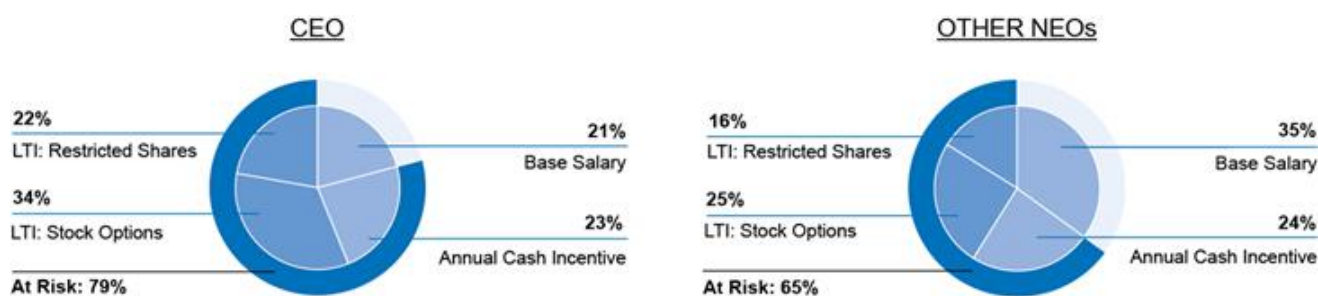 CEO
22%
LTI: Restricted Shares
34%
LTI: Stock Options
At Risk: 79%
21%
Base Salary
23%
Annual Cash Incentive
OTHER NEOs
16%
LTI: Restricted Shares
25%
LTI: Stock Options
At Risk: 65%
35%
Base Salary
24%
Annual Cash Incentive